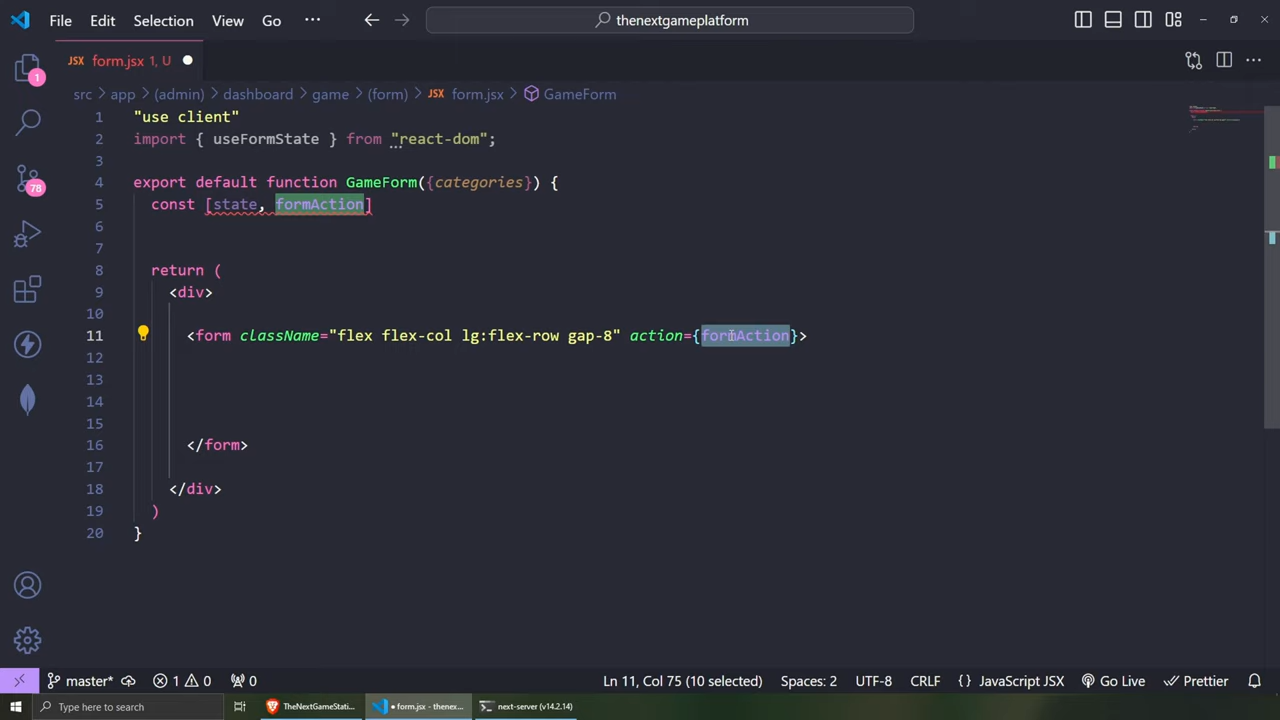 File Edit Selection View Go ··· thenextgameplatform
JSX form.jsx 1, U
src > app > (admin) > dashboard > game > (form) > JSX form.jsx > GameForm
1 "use client"
2 import { useFormState } from "react-dom";
3
4 export default function GameForm({categories}) {
5 const [state, formAction]
6
7
8 return (
9 <div>
10
11 <form className="flex flex-col lg:flex-row gap-8" action={formAction}>
12
13
14
15
16 </form>
17
18 </div>
19 )
20 }
1
78
master* 1 0 0 Ln 11, Col 75 (10 selected) Spaces: 2 UTF-8 CRLF {} JavaScript JSX Go Live Prettier
Type here to search TheNextGameStati... • form.jsx - thenex... next-server (v14.2.14)